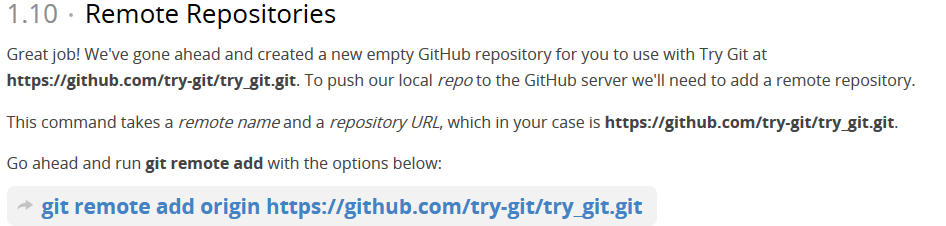 1.10 · Remote Repositories
Great job! We've gone ahead and created a new empty GitHub repository for you to use with Try Git at
https://github.com/try-git/try_git.git. To push our local repo to the GitHub server we'll need to add a remote repository.
This command takes a remote name and a repository URL, which in your case is https://github.com/try-git/try_git.git.
Go ahead and run git remote add with the options below:
git remote add origin https://github.com/try-git/try_git.git